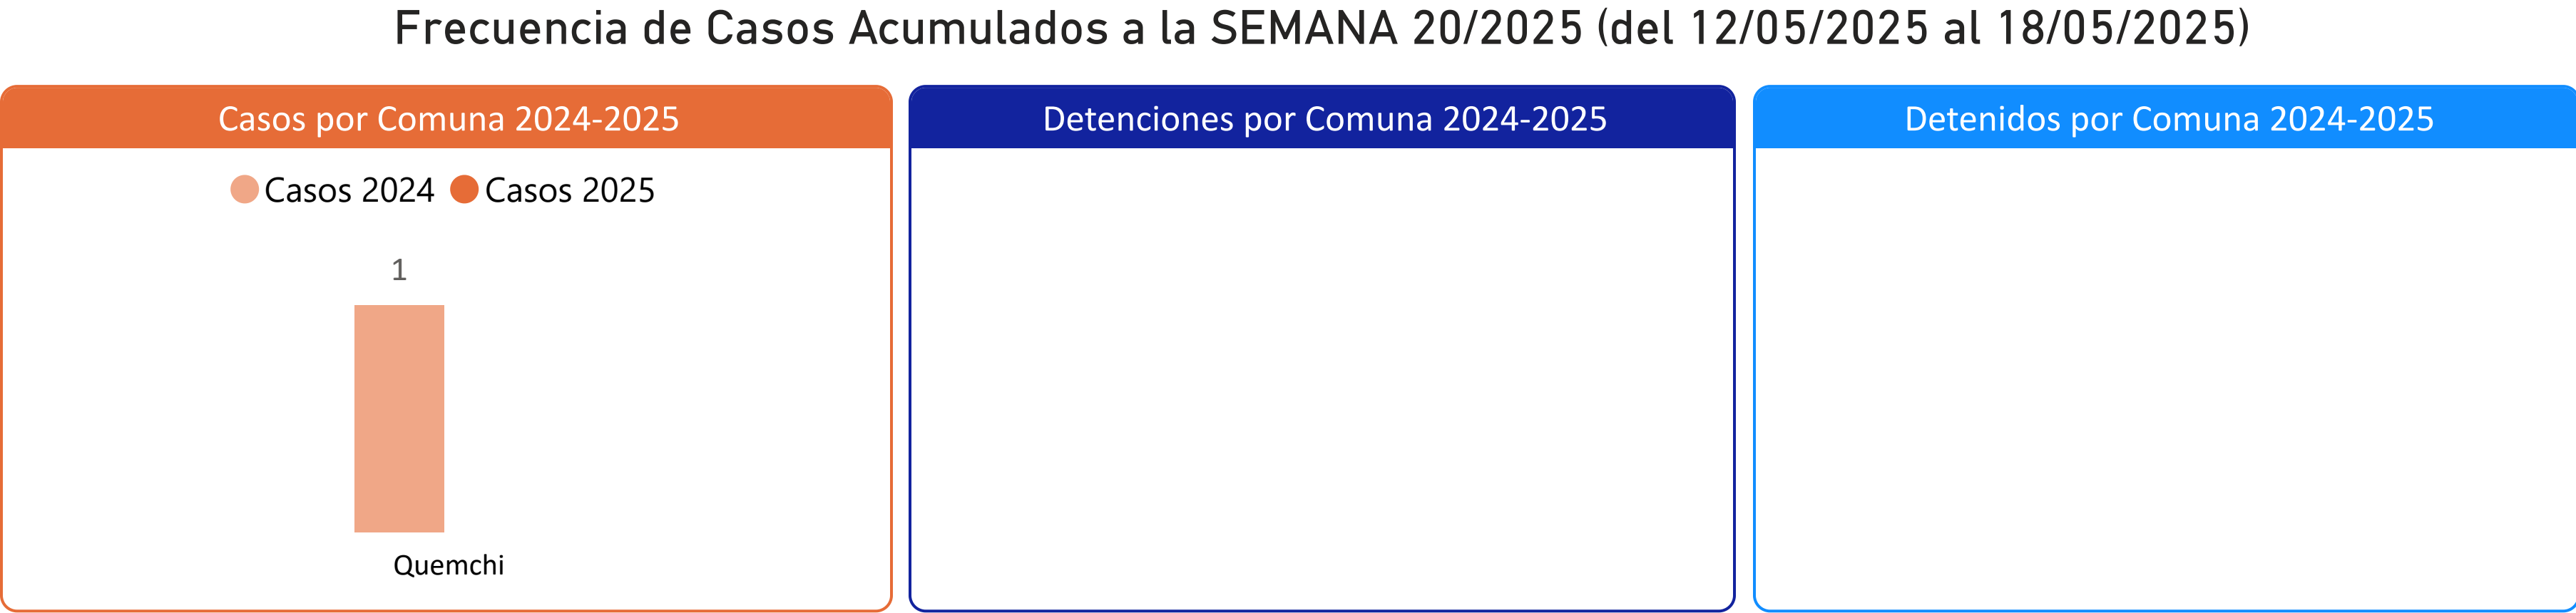 Frecuencia de Casos Acumulados a la SEMANA 20/2025 (del 12/05/2025 al 18/05/2025)
Casos por Comuna 2024-2025
Casos 2024 Casos 2025
1
Quemchi
Detenciones por Comuna 2024-2025
Detenidos por Comuna 2024-2025